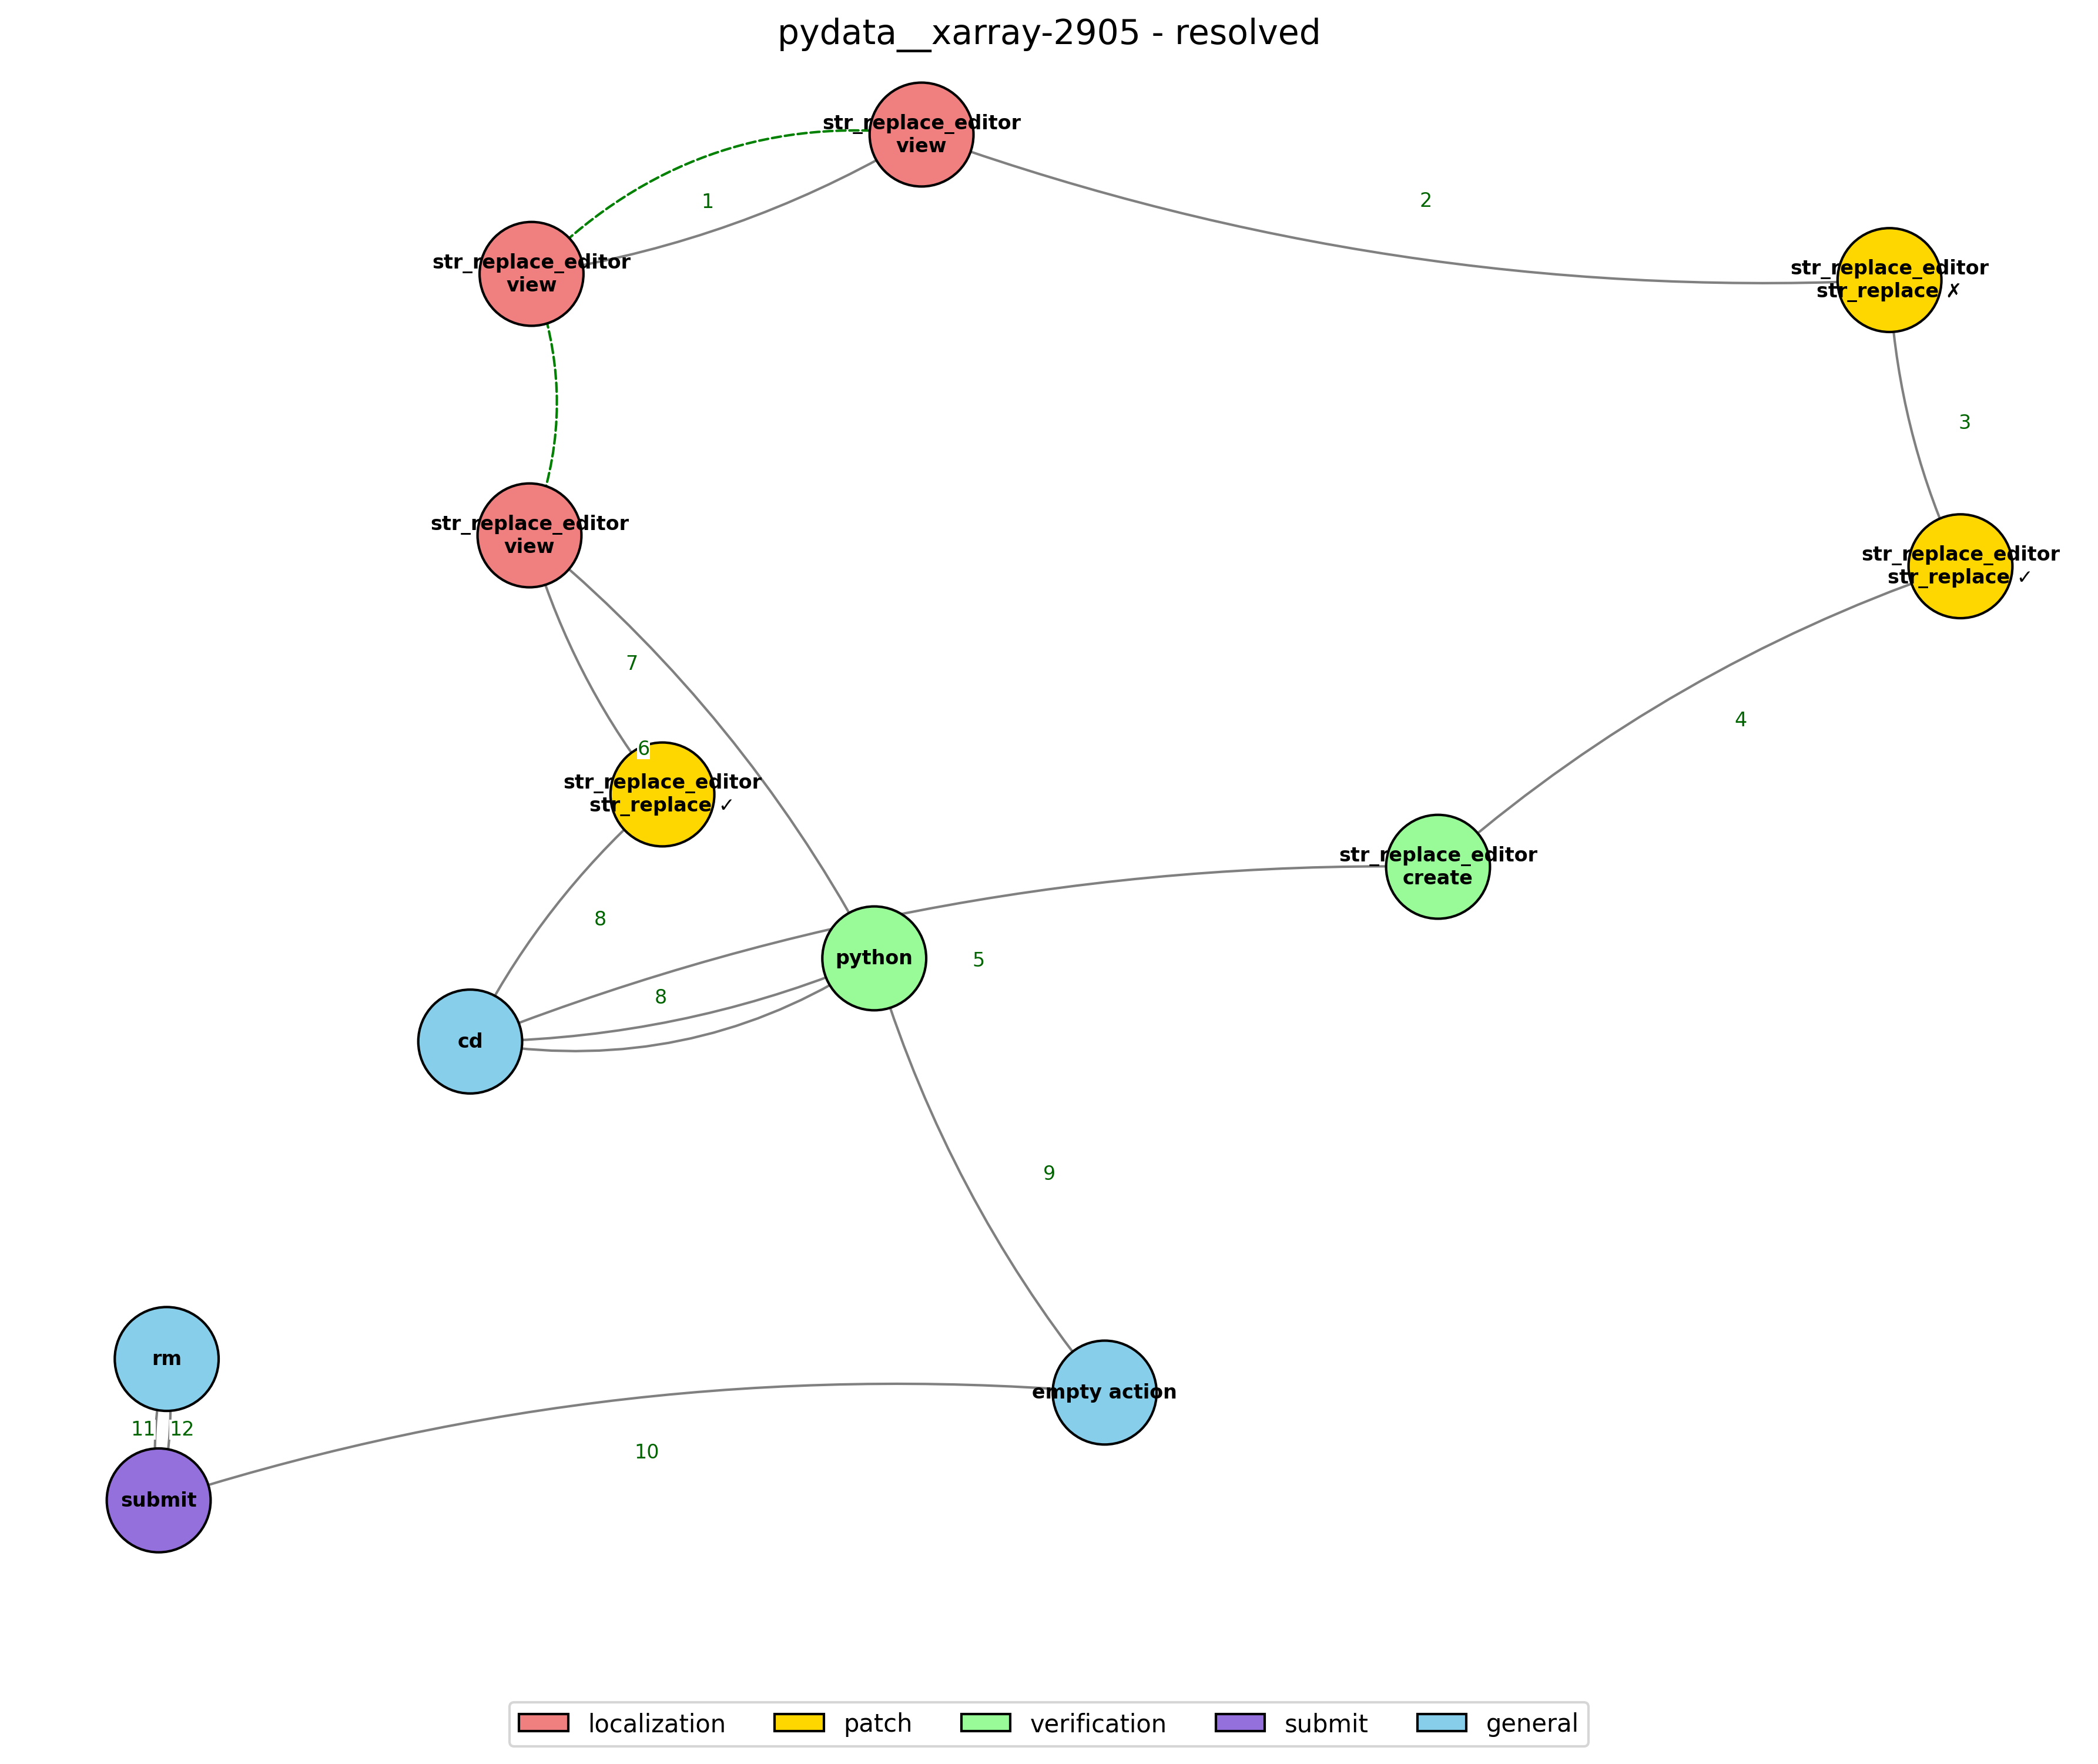 pydata__xarray-2905 - resolved
str_replace_editor
view
1
2
str_replace_editor
view
str_replace_editor
str_replace ✗
3
str_replace_editor
view
str_replace_editor
str_replace ✓
7
4
6
str_replace_editor
str_replace ✓
str_replace_editor
create
8
python
5
8
cd
9
rm
empty action
11
12
10
submit
localization
patch
verification
submit
general